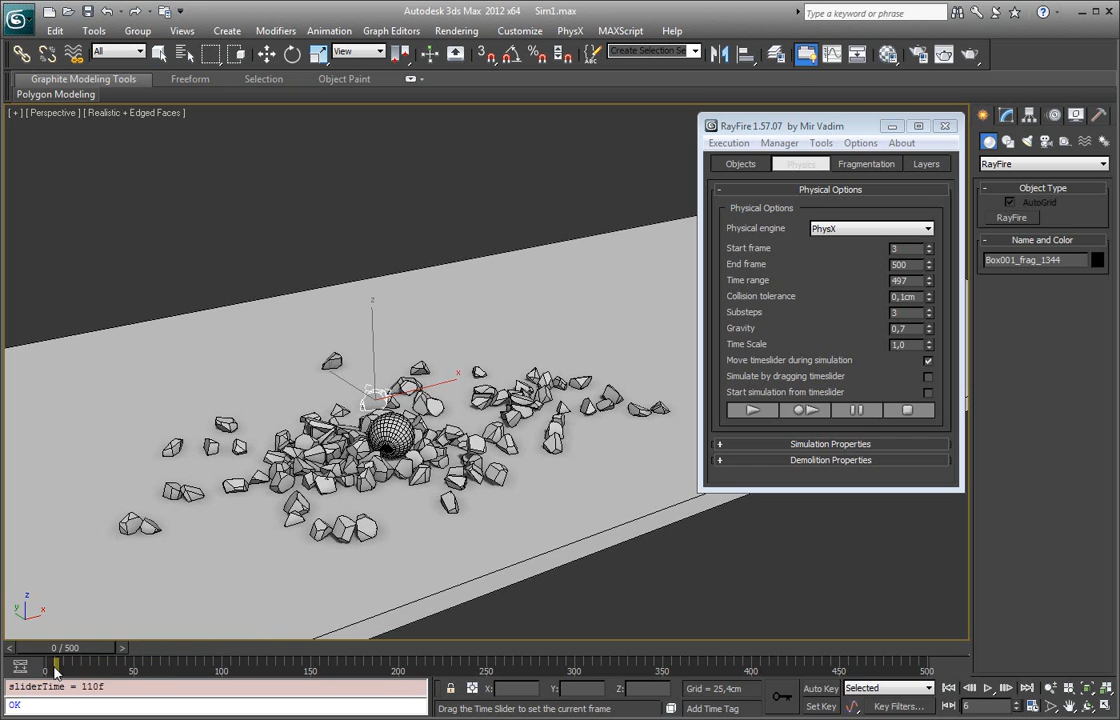 Autodesk 3ds Max 2012 x64 Sim1.max
Type a keyword or phrase
Edit Tools Group Views Create Modifiers Animation Graph Editors Rendering Customize PhysX MAXScript Help
All
View
Create Selection Se
Graphite Modeling Tools Freeform Selection Object Paint
Polygon Modeling
[ + ] [ Perspective ] [ Realistic + Edged Faces ]
RayFire 1.57.07 by Mir Vadim
Execution Manager Tools Options About
Objects Physics Fragmentation Layers
- Physical Options
Physical Options
Physical engine PhysX
Start frame 3
End frame 500
Time range 497
Collision tolerance 0,1cm
Substeps 3
Gravity 0,7
Time Scale 1,0
Move timeslider during simulation
Simulate by dragging timeslider
Start simulation from timeslider
+ Simulation Properties
+ Demolition Properties
RayFire
- Object Type
AutoGrid
RayFire
- Name and Color
Box001_frag_1344
z
x
z
y
x
< 0 / 500 >
0 50 100 150 200 250 300 350 400 450 500
sliderTime = 110f
OK
X: Y: Z: Grid = 25,4cm
Drag the Time Slider to set the current frame
Add Time Tag
Auto Key Selected
Set Key Key Filters...
6